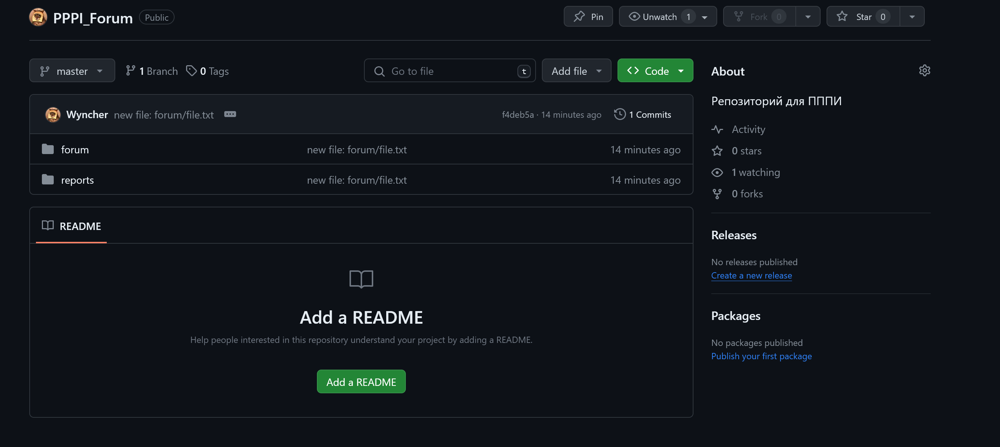 PPPI_Forum Public Pin Unwatch 1 Fork 0 Star 0
master 1 Branch 0 Tags Go to file t Add file Code
Wyncher new file: forum/file.txt f4deb5a · 14 minutes ago 1 Commits
forum new file: forum/file.txt 14 minutes ago
reports new file: forum/file.txt 14 minutes ago
README
Add a README
Help people interested in this repository understand your project by adding a README.
Add a README
About
Репозиторий для ПППИ
Activity
0 stars
1 watching
0 forks
Releases
No releases published
Create a new release
Packages
No packages published
Publish your first package